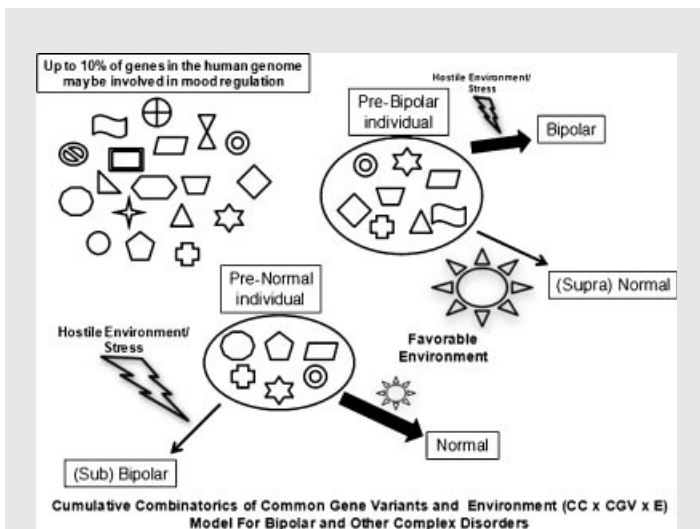 Up to 10% of genes in the human genome
maybe involved in mood regulation
Hostile Environment/
Stress
Pre-Bipolar
individual
Bipolar
(Supra) Normal
Pre-Normal
individual
Hostile Environment/
Stress
Favorable
Environment
Normal
(Sub) Bipolar
Cumulative Combinatorics of Common Gene Variants and Environment (CC x CGV x E)
Model For Bipolar and Other Complex Disorders